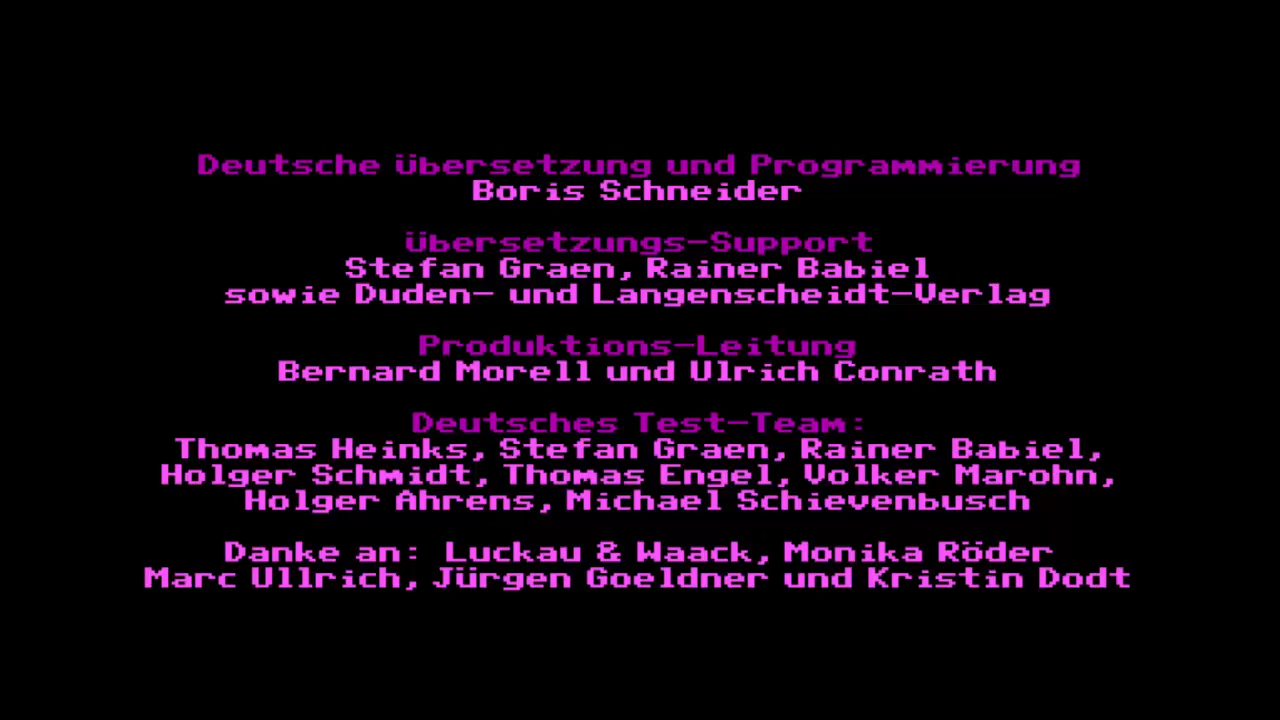 Deutsche Übersetzung und Programmierung
Boris Schneider
Übersetzungs-Support
Stefan Graen, Rainer Babiel
sowie Duden- und Langenscheidt-Verlag
Produktions-Leitung
Bernard Morell und Ulrich Conrath
Deutsches Test-Team:
Thomas Heinks, Stefan Graen, Rainer Babiel,
Holger Schmidt, Thomas Engel, Volker Marohn,
Holger Ahrens, Michael Schievenbusch
Danke an: Luckau & Waack, Monika Röder
Marc Ullrich, Jürgen Goeldner und Kristin Dodt